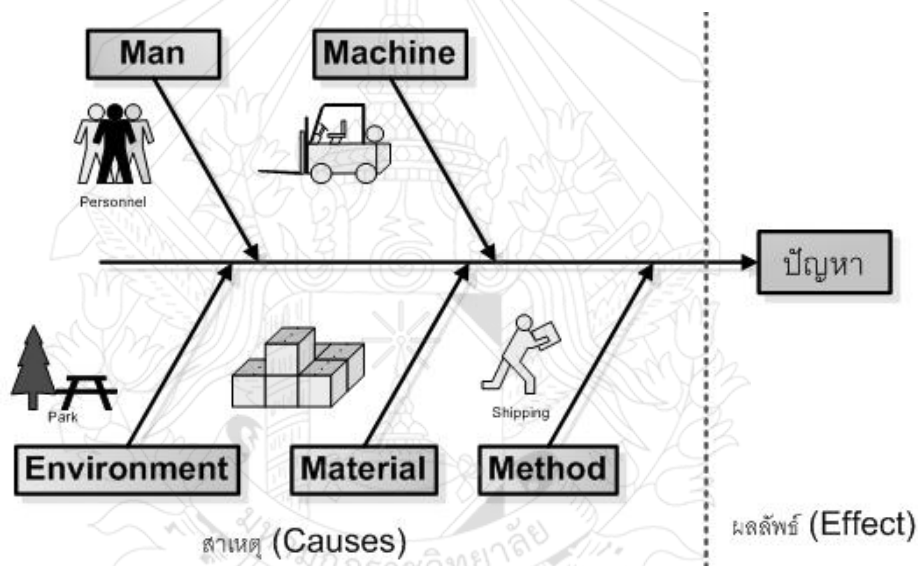 Man
Machine
Personnel
ปัญหา
Park
Shipping
Environment
Material
Method
สาเหตุ (Causes)
ผลลัพธ์ (Effect)